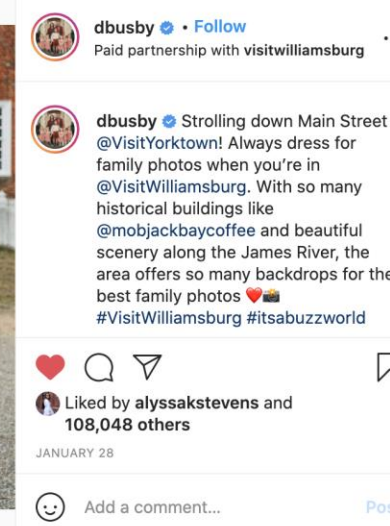 dbusby • Follow
Paid partnership with visitwilliamsburg
dbusby Strolling down Main Street
@VisitYorktown! Always dress for
family photos when you’re in
@VisitWilliamsburg. With so many
historical buildings like
@mobjackbaycoffee and beautiful
scenery along the James River, the
area offers so many backdrops for the
best family photos ❤️📸
#VisitWilliamsburg #itsabuzzworld
Liked by alyssakstevens and
108,048 others
JANUARY 28
Add a comment...